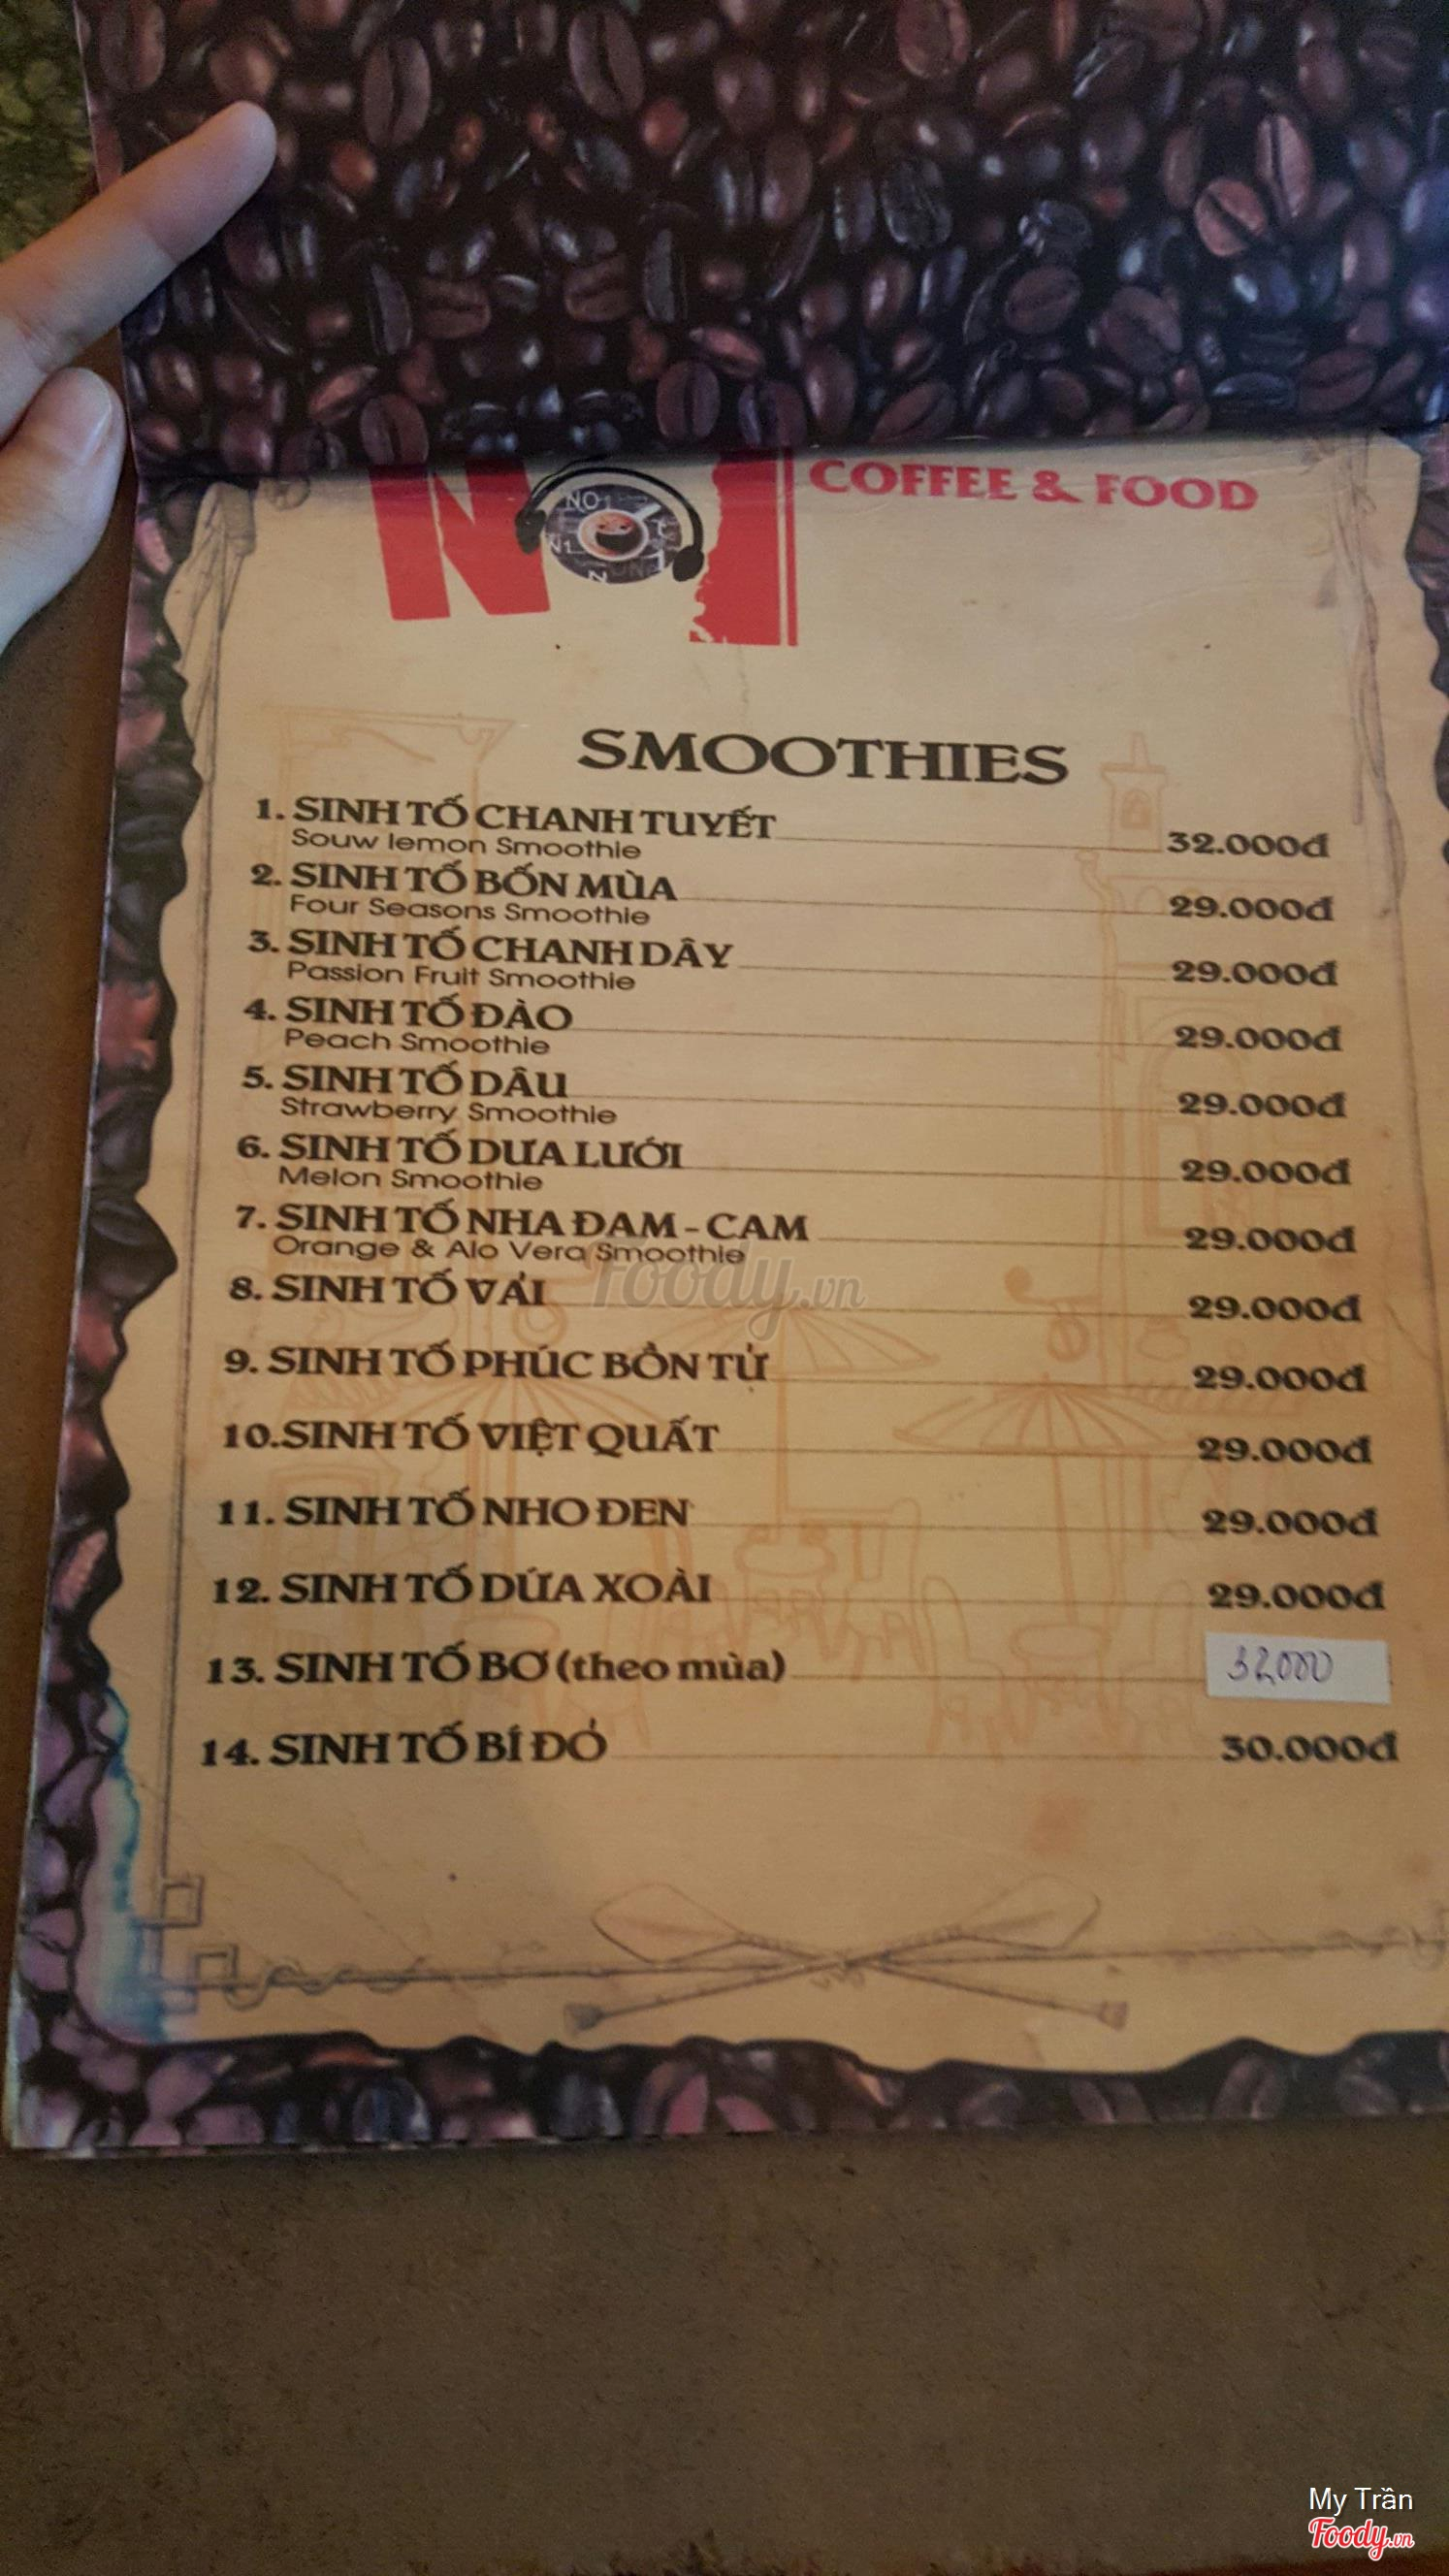 NO1
COFFEE & FOOD
SMOOTHIES
1. SINH TỐ CHANH TUYẾT 32.000đ
Souw lemon Smoothie
2. SINH TỐ BỐN MÙA 29.000đ
Four Seasons Smoothie
3. SINH TỐ CHANH DÂY 29.000đ
Passion Fruit Smoothie
4. SINH TỐ ĐÀO 29.000đ
Peach Smoothie
5. SINH TỐ DÂU 29.000đ
Strawberry Smoothie
6. SINH TỐ DƯA LƯỚI 29.000đ
Melon Smoothie
7. SINH TỐ NHA ĐAM - CAM 29.000đ
Orange & Alo Vera Smoothie
8. SINH TỐ VẢI 29.000đ
Foody.vn
9. SINH TỐ PHÚC BỒN TỬ 29.000đ
10.SINH TỐ VIỆT QUẤT 29.000đ
11. SINH TỐ NHO ĐEN 29.000đ
12. SINH TỐ DỨA XOÀI 29.000đ
13. SINH TỐ BƠ (theo mùa) 32000
14. SINH TỐ BÍ ĐỎ 30.000đ
My Trần
Foody.vn